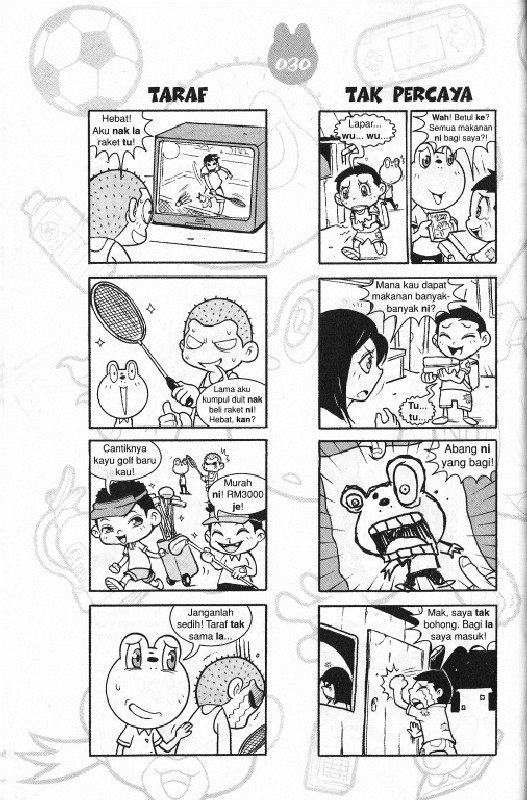 030
TARAF
Hebat!
Aku nak la
raket tu!
Lama aku
kumpul duit nak
beli raket ni!
Hebat, kan?
Cantiknya
kayu golf baru
kau!
Murah
ni! RM3000
je!
Janganlah
sedih! Taraf tak
sama la....
TAK PERCAYA
Lapar...
wu... wu...
Wah! Betul ke?
Semua makanan
ni bagi saya?!
Mana kau dapat
makanan banyak-
banyak ni?
Tu...
tu...
Abang ni
yang bagi!
Mak, saya tak
bohong. Bagi la
saya masuk!